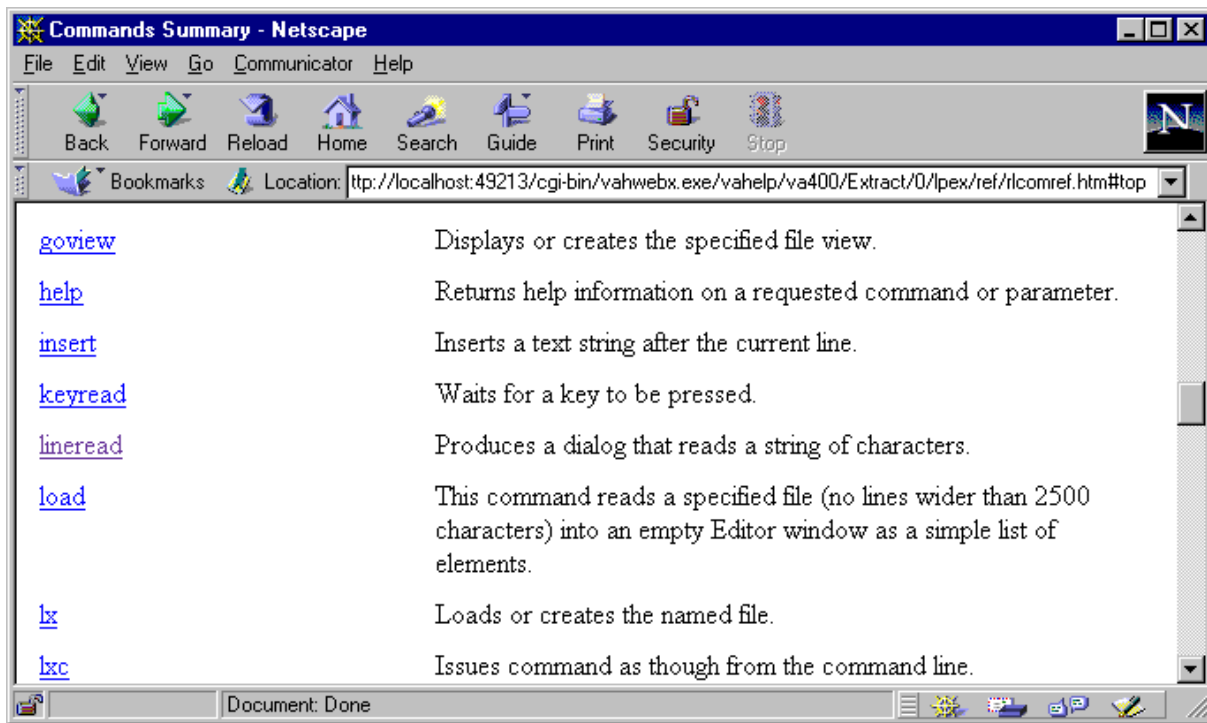 Commands Summary - Netscape
File Edit View Go Communicator Help
Back Forward Reload Home Search Guide Print Security Stop
N
Bookmarks Location: ttp://localhost:49213/cgi-bin/vahwebx.exe/vahelp/va400/Extract/0/lpex/ref/rlcomref.htm#top
goview Displays or creates the specified file view.
help Returns help information on a requested command or parameter.
insert Inserts a text string after the current line.
keyread Waits for a key to be pressed.
lineread Produces a dialog that reads a string of characters.
load This command reads a specified file (no lines wider than 2500
characters) into an empty Editor window as a simple list of
elements.
lx Loads or creates the named file.
lxc Issues command as though from the command line.
Document: Done